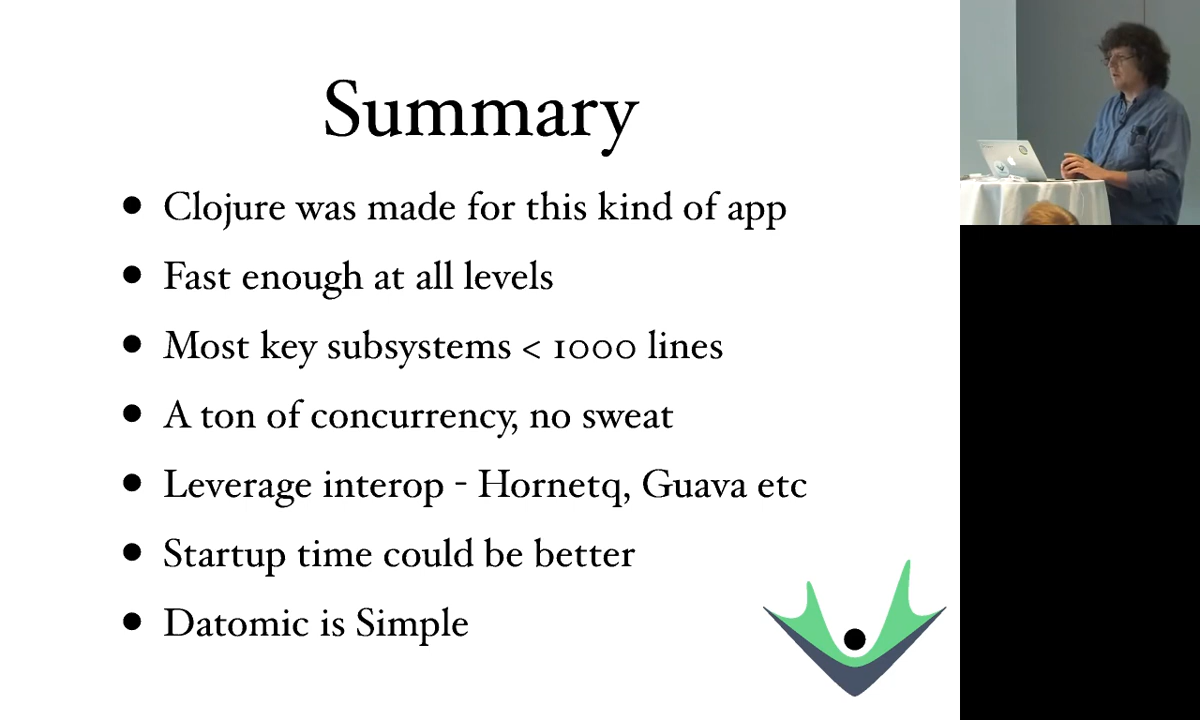 Summary
• Clojure was made for this kind of app
• Fast enough at all levels
• Most key subsystems < 1000 lines
• A ton of concurrency, no sweat
• Leverage interop - Hornetq, Guava etc
• Startup time could be better
• Datomic is Simple